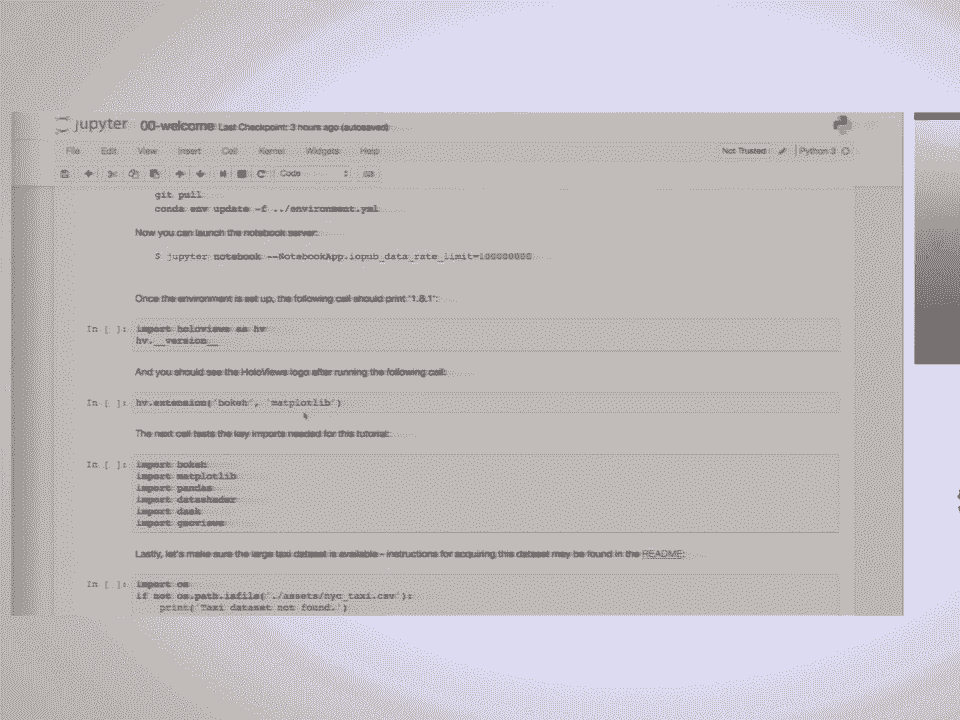 jupyter 00-welcome Last Checkpoint: 3 hours ago (autosaved)
File Edit View Insert Cell Kernel Widgets Help Not Trusted Python 3
Code
git pull
conda env update -f ../environment.yml
Now you can launch the notebook server:
$ jupyter notebook --NotebookApp.iopub_data_rate_limit=100000000
Once the environment is set up, the following cell should print '1.8.1':
In [ ]: import holoviews as hv
hv.__version__
And you should see the HoloViews logo after running the following cell:
In [ ]: hv.extension('bokeh', 'matplotlib')
The next cell tests the key imports needed for this tutorial:
In [ ]: import bokeh
import matplotlib
import pandas
import datashader
import dask
import geoviews
Lastly, let's make sure the large taxi dataset is available - instructions for acquiring this dataset may be found in the README:
In [ ]: import os
if not os.path.isfile('./assets/nyc_taxi.csv'):
print('Taxi dataset not found.')